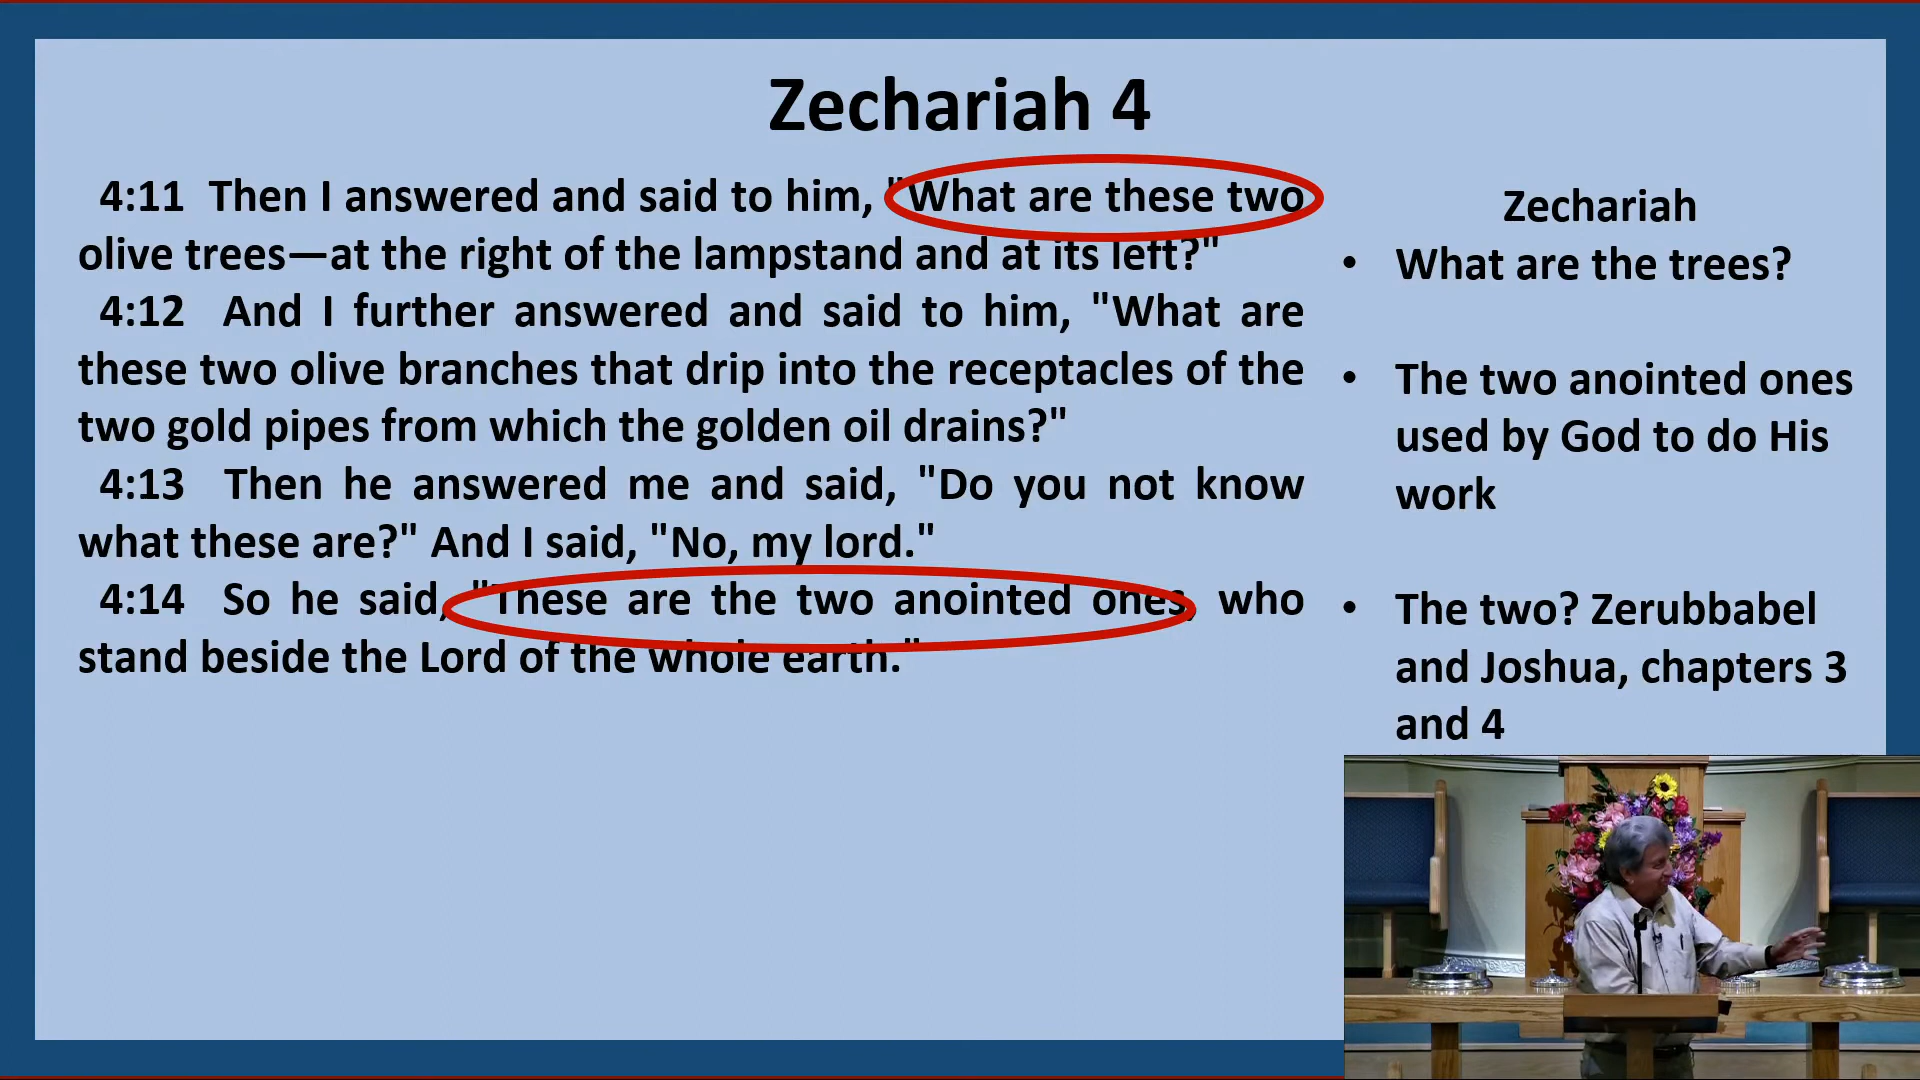 Zechariah 4
4:11 Then I answered and said to him, "What are these two
olive trees—at the right of the lampstand and at its left?"
4:12 And I further answered and said to him, "What are
these two olive branches that drip into the receptacles of the
two gold pipes from which the golden oil drains?"
4:13 Then he answered me and said, "Do you not know
what these are?" And I said, "No, my lord."
4:14 So he said, "These are the two anointed ones, who
stand beside the Lord of the whole earth."
Zechariah
• What are the trees?
• The two anointed ones
used by God to do His
work
• The two? Zerubbabel
and Joshua, chapters 3
and 4